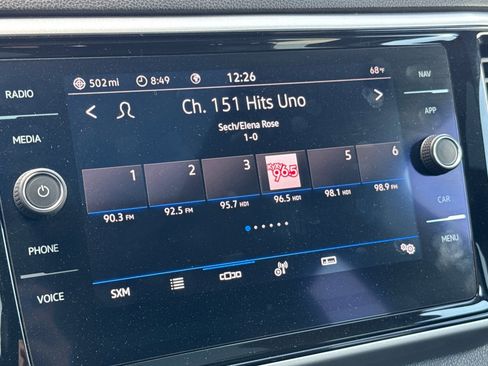 RADIO
MEDIA
PHONE
VOICE
502 mi 8:49 12:26 68°F
Ch. 151 Hits Uno
Sech/Elena Rose
1-0
1 2 3 96.5 5 6
90.3 FM 92.5 FM 95.7 HD1 96.5 HD1 98.1 HD1 98.9 FM
SXM
NAV
APP
CAR
MENU